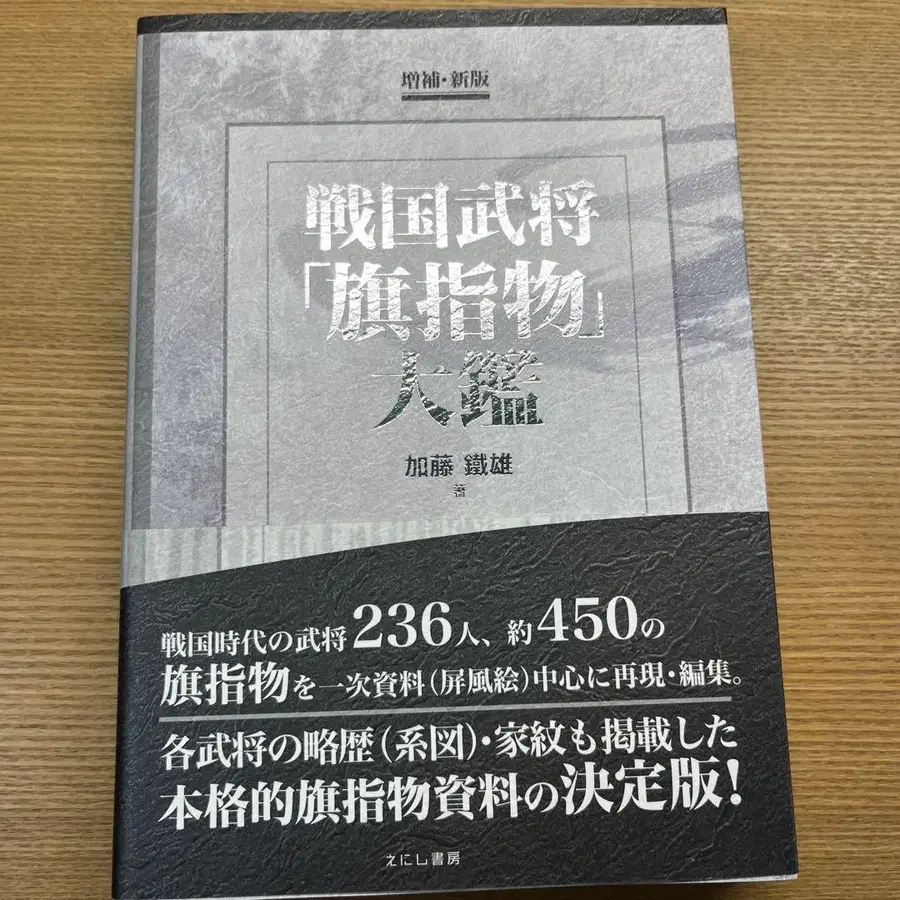 増補・新版
戦国武将
「旗指物」
大鑑
加藤 鐵雄
著
戦国時代の武将236人、約450の
旗指物を一次資料(屏風絵)中心に再現・編集。
各武将の略歴(系図)・家紋も掲載した
本格的旗指物資料の決定版!
えにし書房